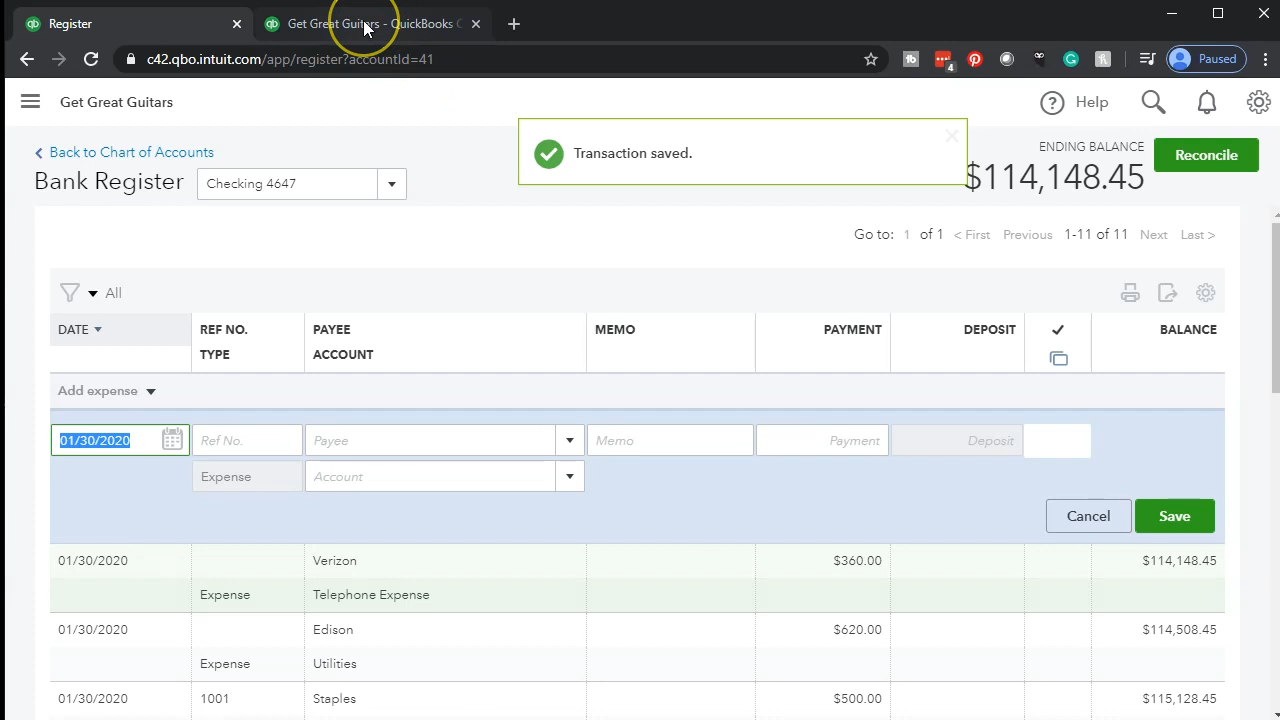 Register
Get Great Guitars - QuickBooks
c42.qbo.intuit.com/app/register?accountId=41
4
Paused
Get Great Guitars
Help
Back to Chart of Accounts
Bank Register
Checking 4647
Transaction saved.
ENDING BALANCE
$114,148.45
Reconcile
Go to: 1 of 1 < First Previous 1-11 of 11 Next Last >
All
DATE REF NO. PAYEE MEMO PAYMENT DEPOSIT BALANCE
TYPE ACCOUNT
Add expense
01/30/2020 Ref No. Payee Memo Payment Deposit
Expense Account
Cancel Save
01/30/2020 Verizon $360.00 $114,148.45
Expense Telephone Expense
01/30/2020 Edison $620.00 $114,508.45
Expense Utilities
01/30/2020 1001 Staples $500.00 $115,128.45